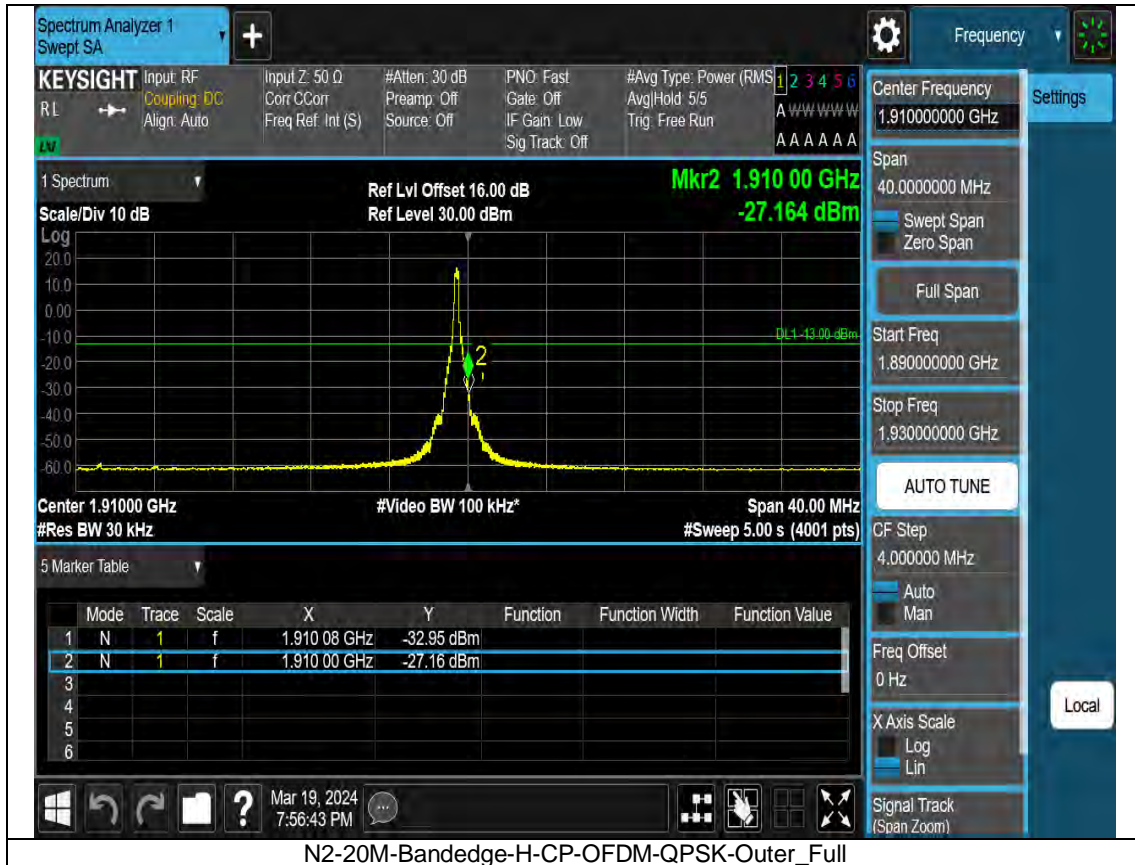 Spectrum Analyzer 1
Swept SA
Frequency
KEYSIGHT
RL
LXI
Input: RF
Coupling: DC
Align: Auto
Input Z: 50 Ω
Corr CCorr
Freq Ref: Int (S)
#Atten: 30 dB
Preamp: Off
Source: Off
PNO: Fast
Gate: Off
IF Gain: Low
Sig Track: Off
#Avg Type: Power (RMS
Avg|Hold: 5/5
Trig: Free Run
1 2 3 4 5 6
A W W W W W
A A A A A A
1 Spectrum
Scale/Div 10 dB
Ref Lvl Offset 16.00 dB
Ref Level 30.00 dBm
Mkr2 1.910 00 GHz
-27.164 dBm
Log
20.0
10.0
0.00
-10.0
-20.0
-30.0
-40.0
-50.0
-60.0
DL1 -13.00 dBm
2
Center 1.91000 GHz
#Video BW 100 kHz*
Span 40.00 MHz
#Res BW 30 kHz
#Sweep 5.00 s (4001 pts)
5 Marker Table
Mode Trace Scale X Y Function Function Width Function Value
1 N 1 f 1.910 08 GHz -32.95 dBm
2 N 1 f 1.910 00 GHz -27.16 dBm
3
4
5
6
Mar 19, 2024
7:56:43 PM
Center Frequency
1.910000000 GHz
Settings
Span
40.0000000 MHz
Swept Span
Zero Span
Full Span
Start Freq
1.890000000 GHz
Stop Freq
1.930000000 GHz
AUTO TUNE
CF Step
4.000000 MHz
Auto
Man
Freq Offset
0 Hz
X Axis Scale
Log
Lin
Local
Signal Track
(Span Zoom)
N2-20M-Bandedge-H-CP-OFDM-QPSK-Outer_Full